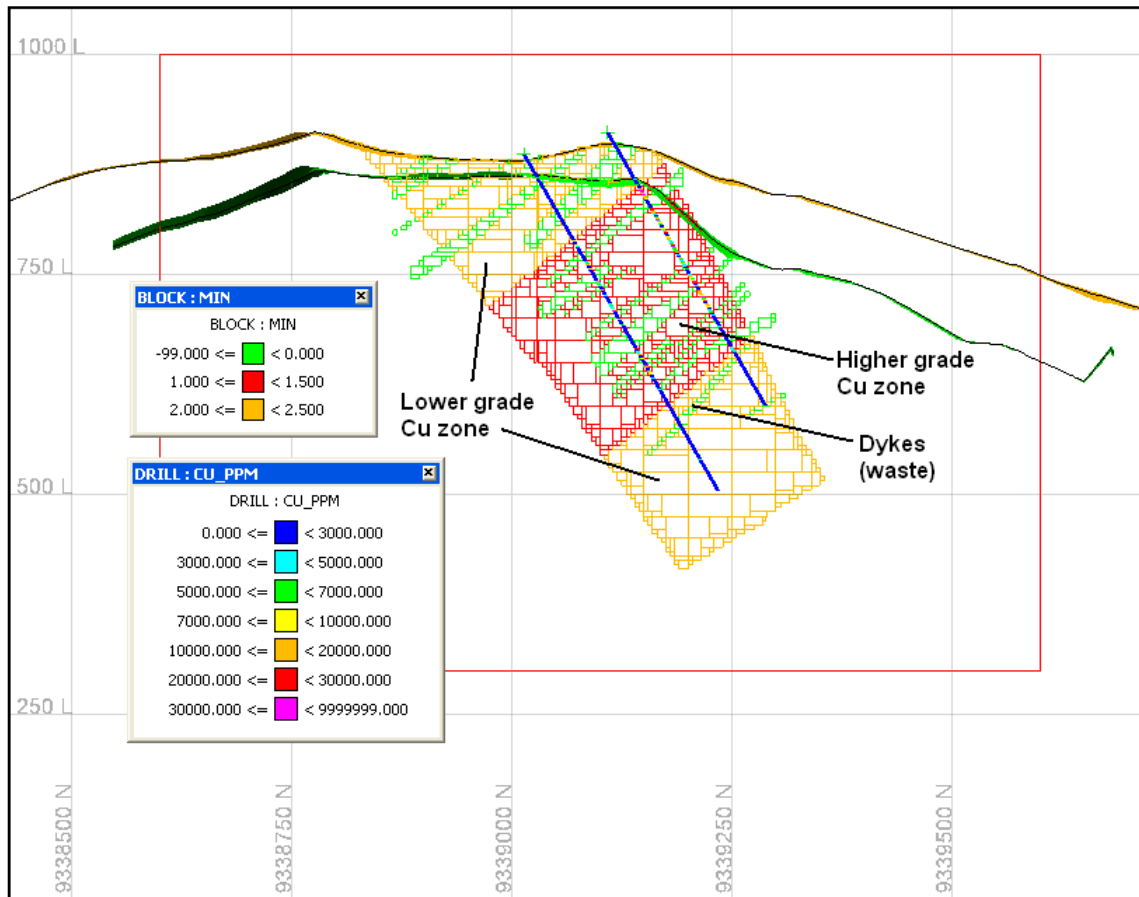 1000 L
750 L
BLOCK : MIN
BLOCK : MIN
-99.000 <= < 0.000
1.000 <= < 1.500
2.000 <= < 2.500
Higher grade
Cu zone
Lower grade
Cu zone
Dykes
(waste)
DRILL : CU_PPM
DRILL : CU_PPM
500 L
0.000 <= < 3000.000
3000.000 <= < 5000.000
5000.000 <= < 7000.000
7000.000 <= < 10000.000
10000.000 <= < 20000.000
20000.000 <= < 30000.000
30000.000 <= < 9999999.000
250 L
9338500 N
9338750 N
9339000 N
9339250 N
9339500 N